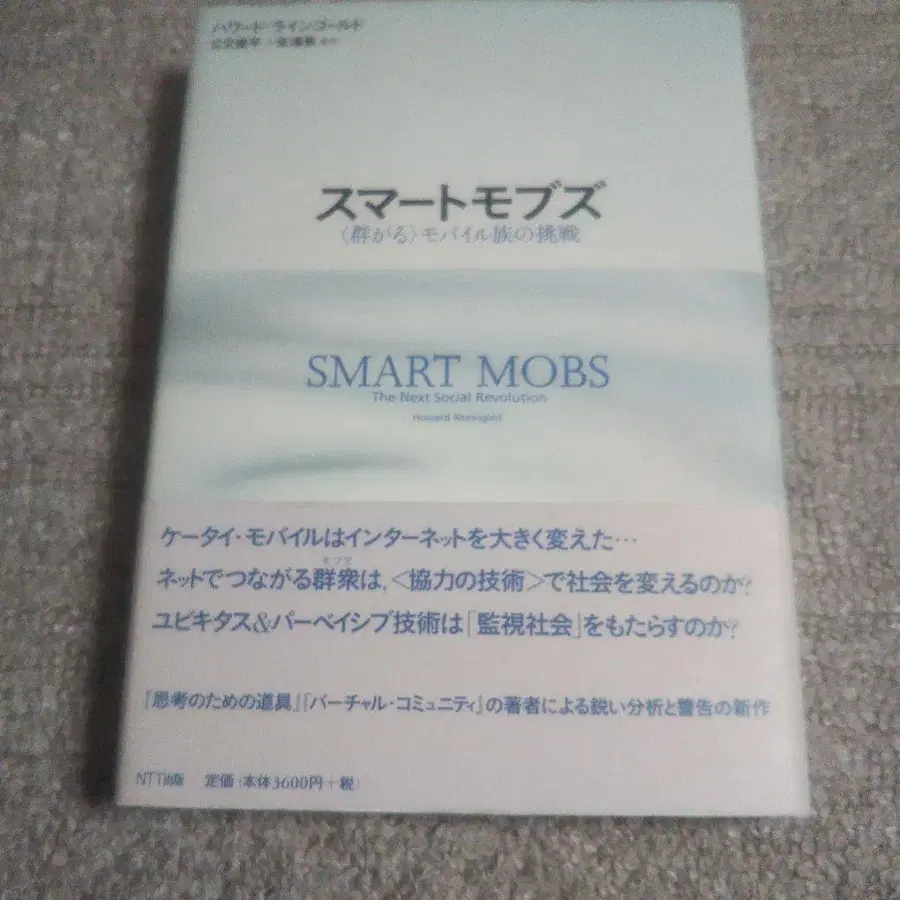 ハワード・ラインゴールド
公文俊平
スマートモブズ
〈群がる〉モバイル族の挑戦
SMART MOBS
The Next Social Revolution
Howard Rheingold
ケータイ・モバイルはインターネットを大きく変えた…
ネットでつながる群衆は,<協力の技術>で社会を変えるのか?
モブズ
ユビキタス&パーベイシブ技術は「監視社会」をもたらすのか?
『思考のための道具』『バーチャル・コミュニティ』の著者による鋭い分析と警告の新作
NTT出版 定価(本体3600円+税)